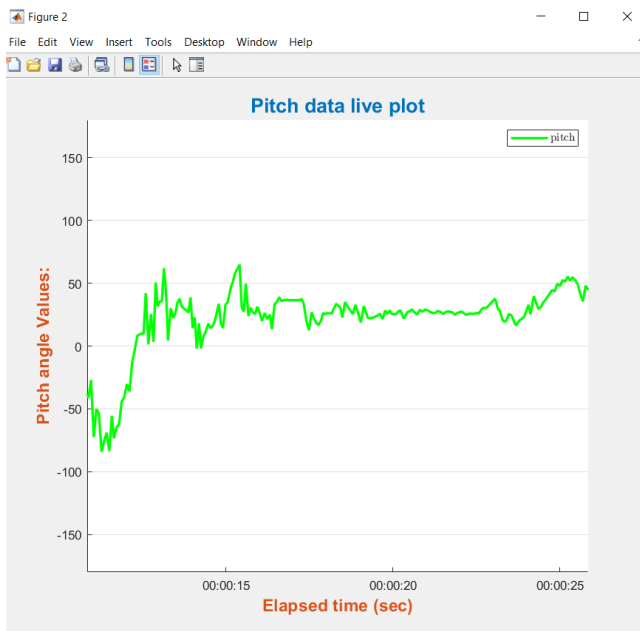 Figure 2
File Edit View Insert Tools Desktop Window Help
Pitch data live plot
pitch
150
100
50
0
-50
-100
-150
Pitch angle Values:
00:00:15 00:00:20 00:00:25
Elapsed time (sec)